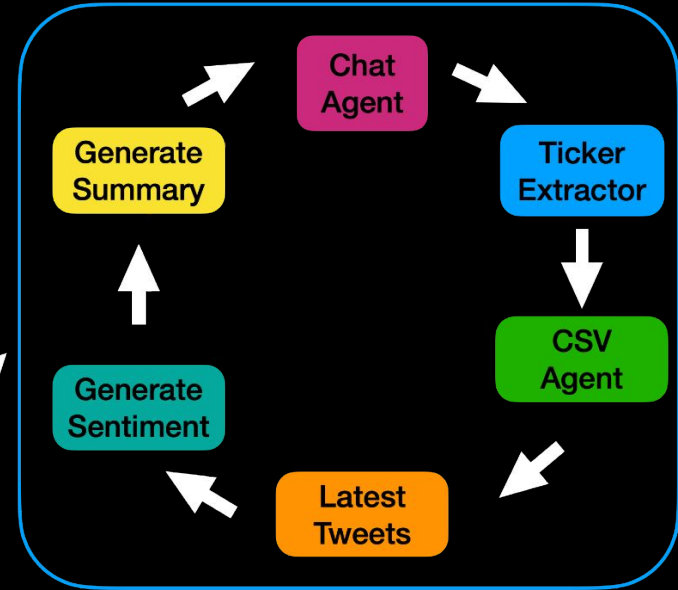 Chat
Agent
Ticker
Extractor
CSV
Agent
Latest
Tweets
Generate
Sentiment
Generate
Summary